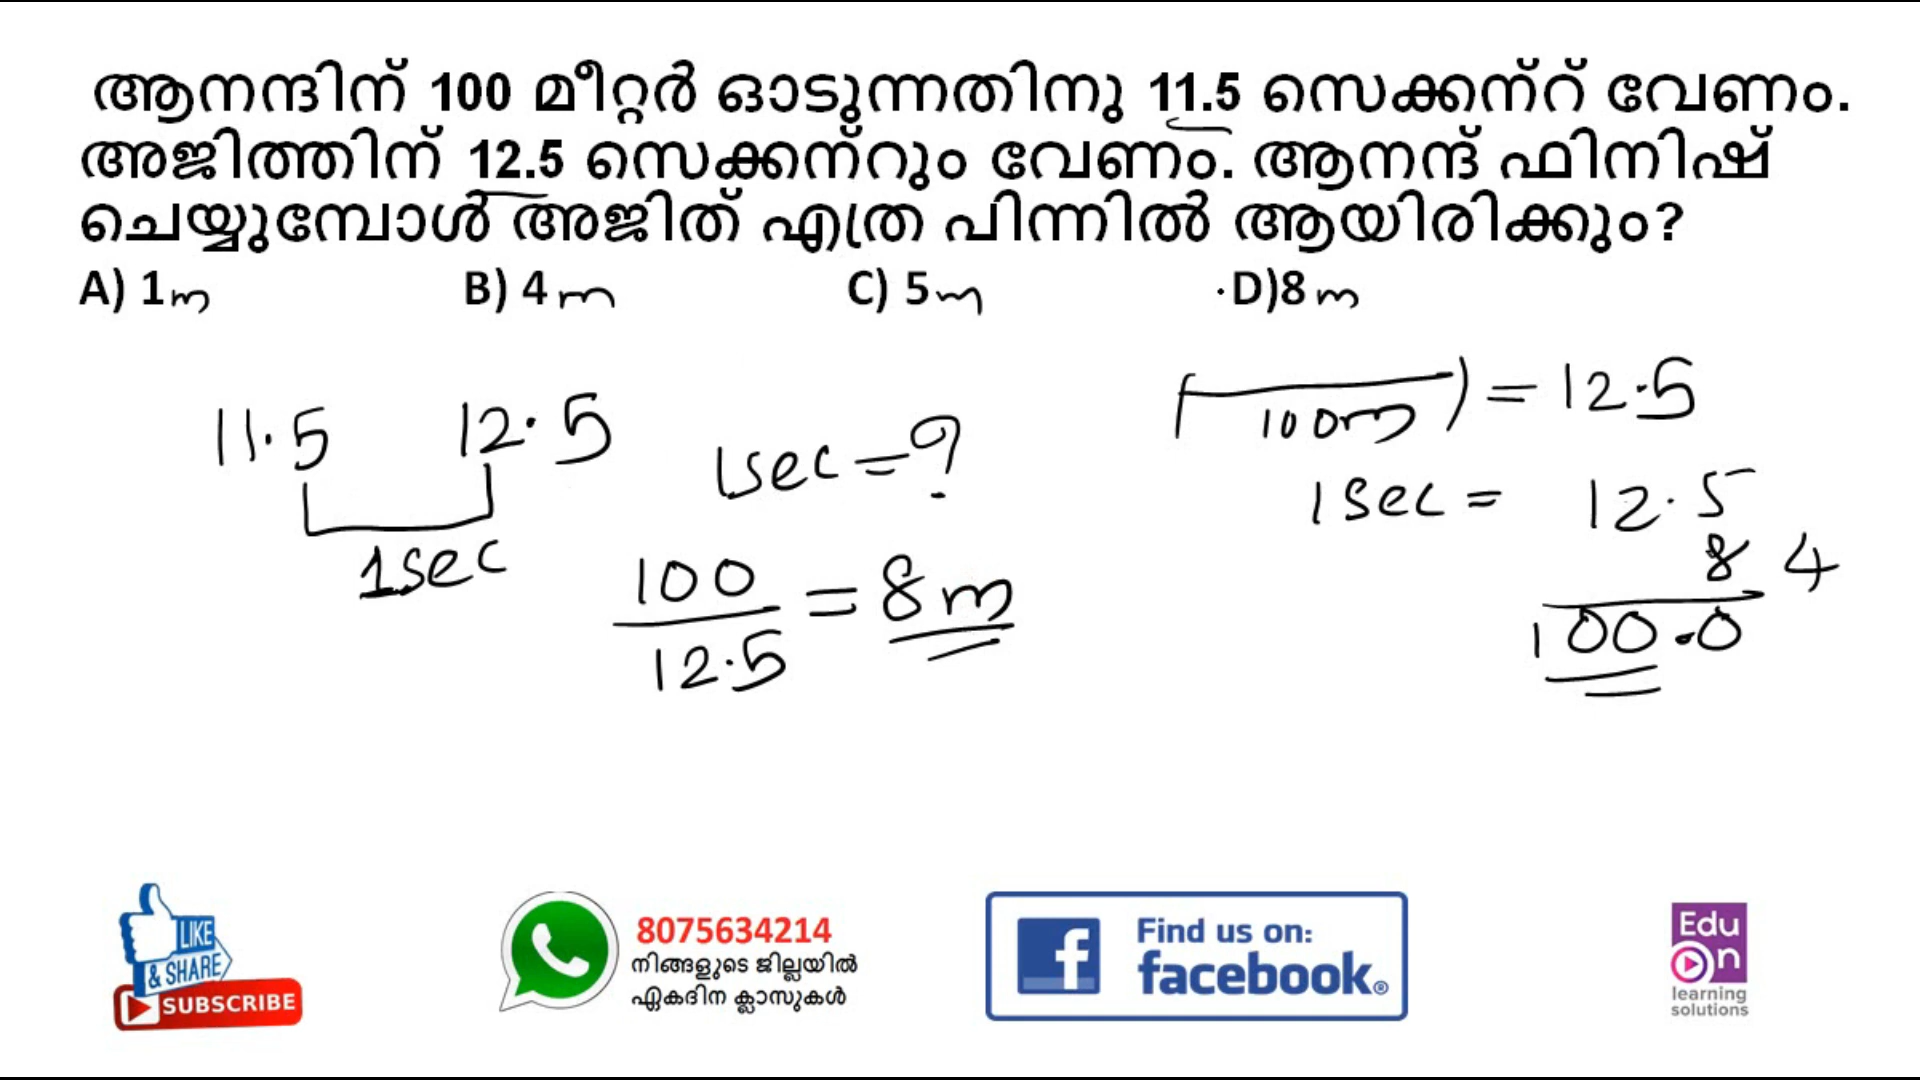 ആനന്ദിന് 100 മീറ്റർ ഓടുന്നതിനു 11.5 സെക്കന്റ് വേണം.
അജിത്തിന് 12.5 സെക്കന്റും വേണം. ആനന്ദ് ഫിനിഷ്
ചെയ്യുമ്പോൾ അജിത് എത്ര പിന്നിൽ ആയിരിക്കും?
A) 1m B) 4m C) 5m D)8m
11.5 12.5
1sec
1sec = ?
100
12.5
= 8m
100m = 12.5
1sec = 12.5
8 4
100.0
LIKE
& SHARE
SUBSCRIBE
8075634214
നിങ്ങളുടെ ജില്ലയിൽ
ഏകദിന ക്ലാസുകൾ
Find us on:
facebook®
Edu
On
learning
solutions